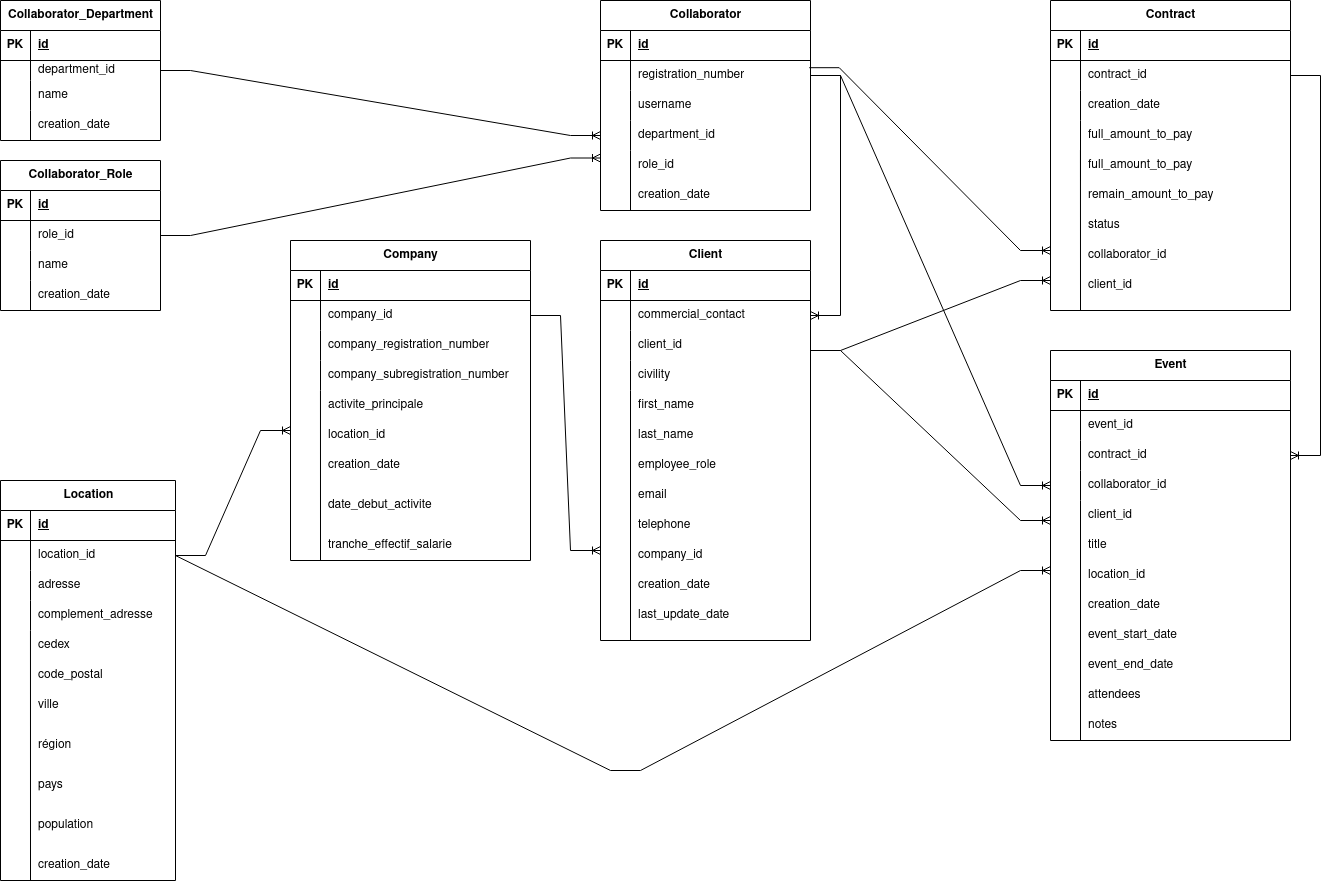 Collaborator_Department
PK id
department_id
name
creation_date
Collaborator_Role
PK id
role_id
name
creation_date
Collaborator
PK id
registration_number
username
department_id
role_id
creation_date
Contract
PK id
contract_id
creation_date
full_amount_to_pay
full_amount_to_pay
remain_amount_to_pay
status
collaborator_id
client_id
Company
PK id
company_id
company_registration_number
company_subregistration_number
activite_principale
location_id
creation_date
date_debut_activite
tranche_effectif_salarie
Client
PK id
commercial_contact
client_id
civility
first_name
last_name
employee_role
email
telephone
company_id
creation_date
last_update_date
Event
PK id
event_id
contract_id
collaborator_id
client_id
title
location_id
creation_date
event_start_date
event_end_date
attendees
notes
Location
PK id
location_id
adresse
complement_adresse
cedex
code_postal
ville
région
pays
population
creation_date